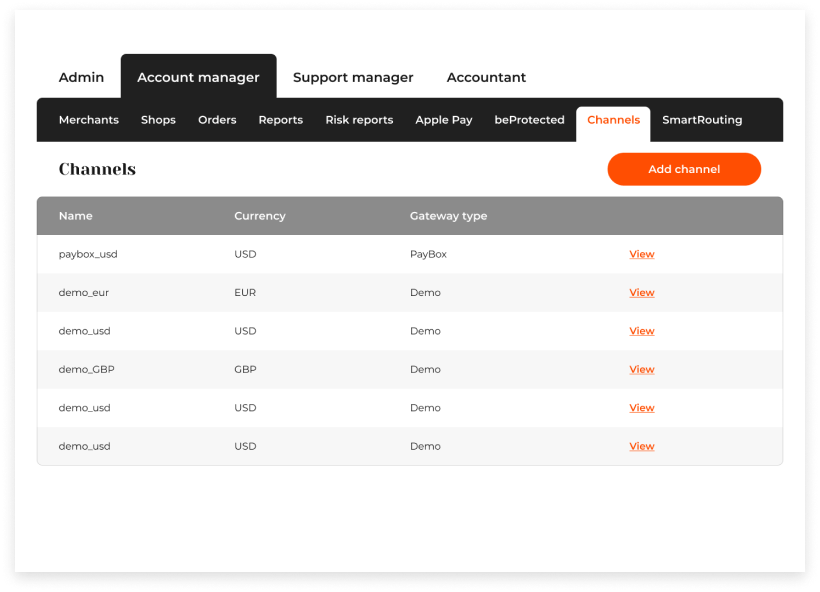 Admin Account manager Support manager Accountant
Merchants Shops Orders Reports Risk reports Apple Pay beProtected Channels SmartRouting
Channels Add channel
Name Currency Gateway type
paybox_usd USD PayBox View
demo_eur EUR Demo View
demo_usd USD Demo View
demo_GBP GBP Demo View
demo_usd USD Demo View
demo_usd USD Demo View